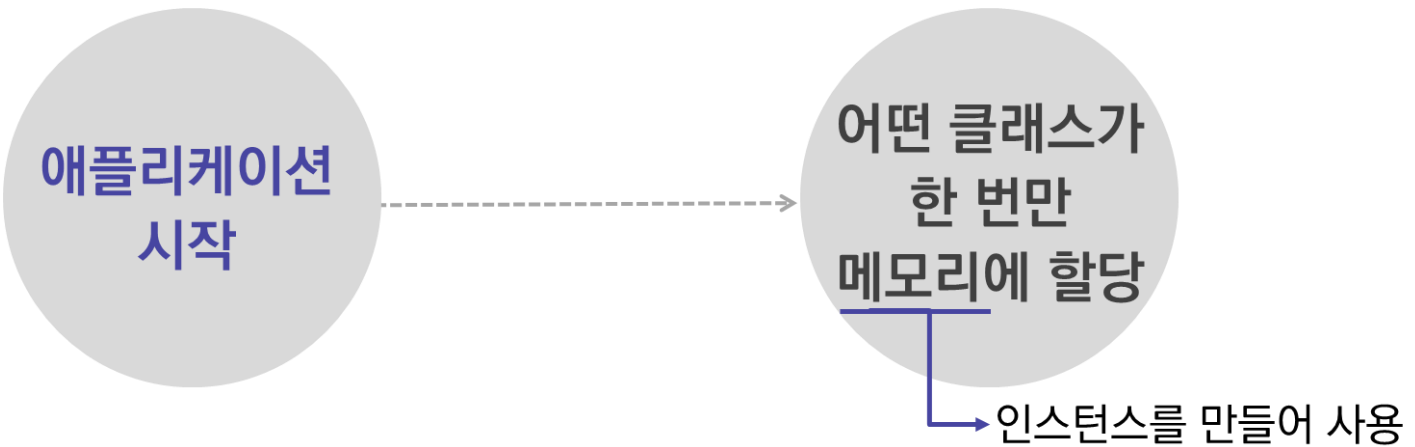 애플리케이션
시작
어떤 클래스가
한 번만
메모리에 할당
인스턴스를 만들어 사용